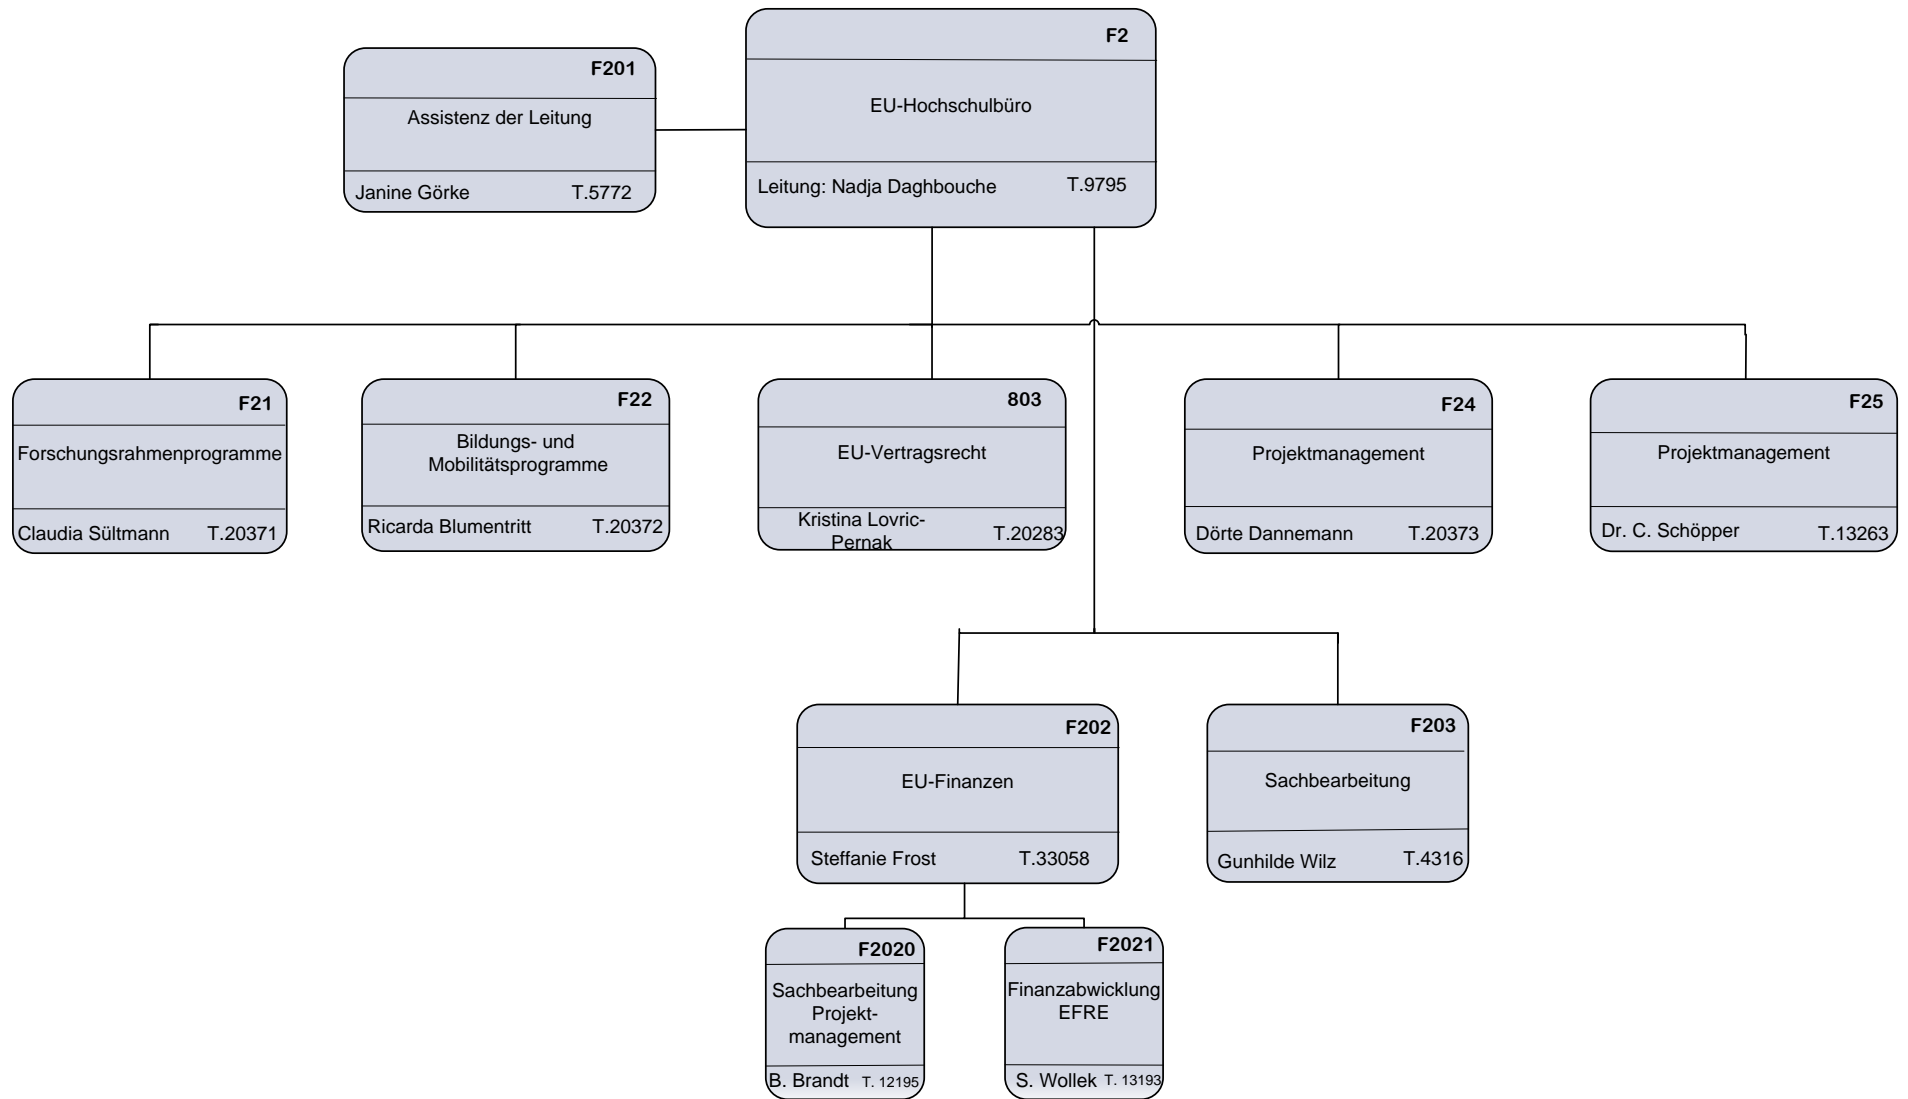 F2
EU-Hochschulbüro
Leitung: Nadja Daghbouche T.9795
F201
Assistenz der Leitung
Janine Görke T.5772
F21
Forschungsrahmenprogramme
Claudia Sültmann T.20371
F22
Bildungs- und
Mobilitätsprogramme
Ricarda Blumentritt T.20372
803
EU-Vertragsrecht
Kristina Lovric-
Pernak T.20283
F24
Projektmanagement
Dörte Dannemann T.20373
F25
Projektmanagement
Dr. C. Schöpper T.13263
F202
EU-Finanzen
Steffanie Frost T.33058
F203
Sachbearbeitung
Gunhilde Wilz T.4316
F2020
Sachbearbeitung
Projekt-
management
B. Brandt T. 12195
F2021
Finanzabwicklung
EFRE
S. Wollek T. 13193